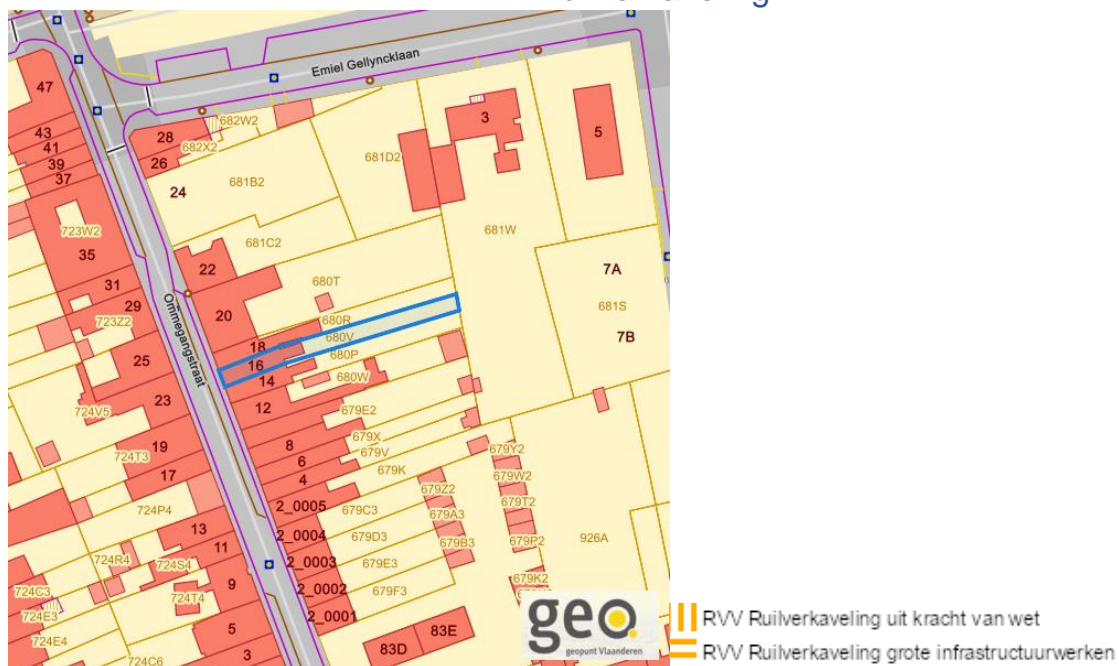 Emiel Gellyncklaan
47
43
41
39
37
28
26
682W2
682X2
3
5
681D2
24
681B2
723W2
35
681C2
681W
22
31
680T
7A
29
723Z2
20
681S
680R
7B
18
680V
Ommegangstraat
16
680P
25
14
680W
12
679E2
23
724V5
8
679X
679V
6
679K
19
724T3
4
679Y2
17
679W2
679Z2
2_0005
679C3
679T2
724P4
679A3
13
2_0004
679D3
679B3
679P2
926A
11
724R4
724S4
2_0003
679E3
679K2
9
2_0002
679F3
724C3
724T4
724E3
2_0001
5
83E
724E4
83D
3
724C6
geo
geopunt Vlaanderen
RVV Ruilverkaveling uit kracht van wet
RVV Ruilverkaveling grote infrastructuurwerken